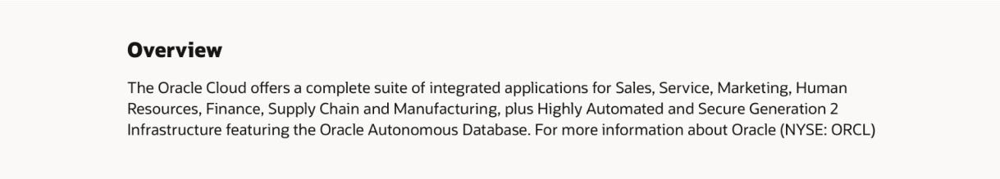 Overview
The Oracle Cloud offers a complete suite of integrated applications for Sales, Service, Marketing, Human
Resources, Finance, Supply Chain and Manufacturing, plus Highly Automated and Secure Generation 2
Infrastructure featuring the Oracle Autonomous Database. For more information about Oracle (NYSE: ORCL)